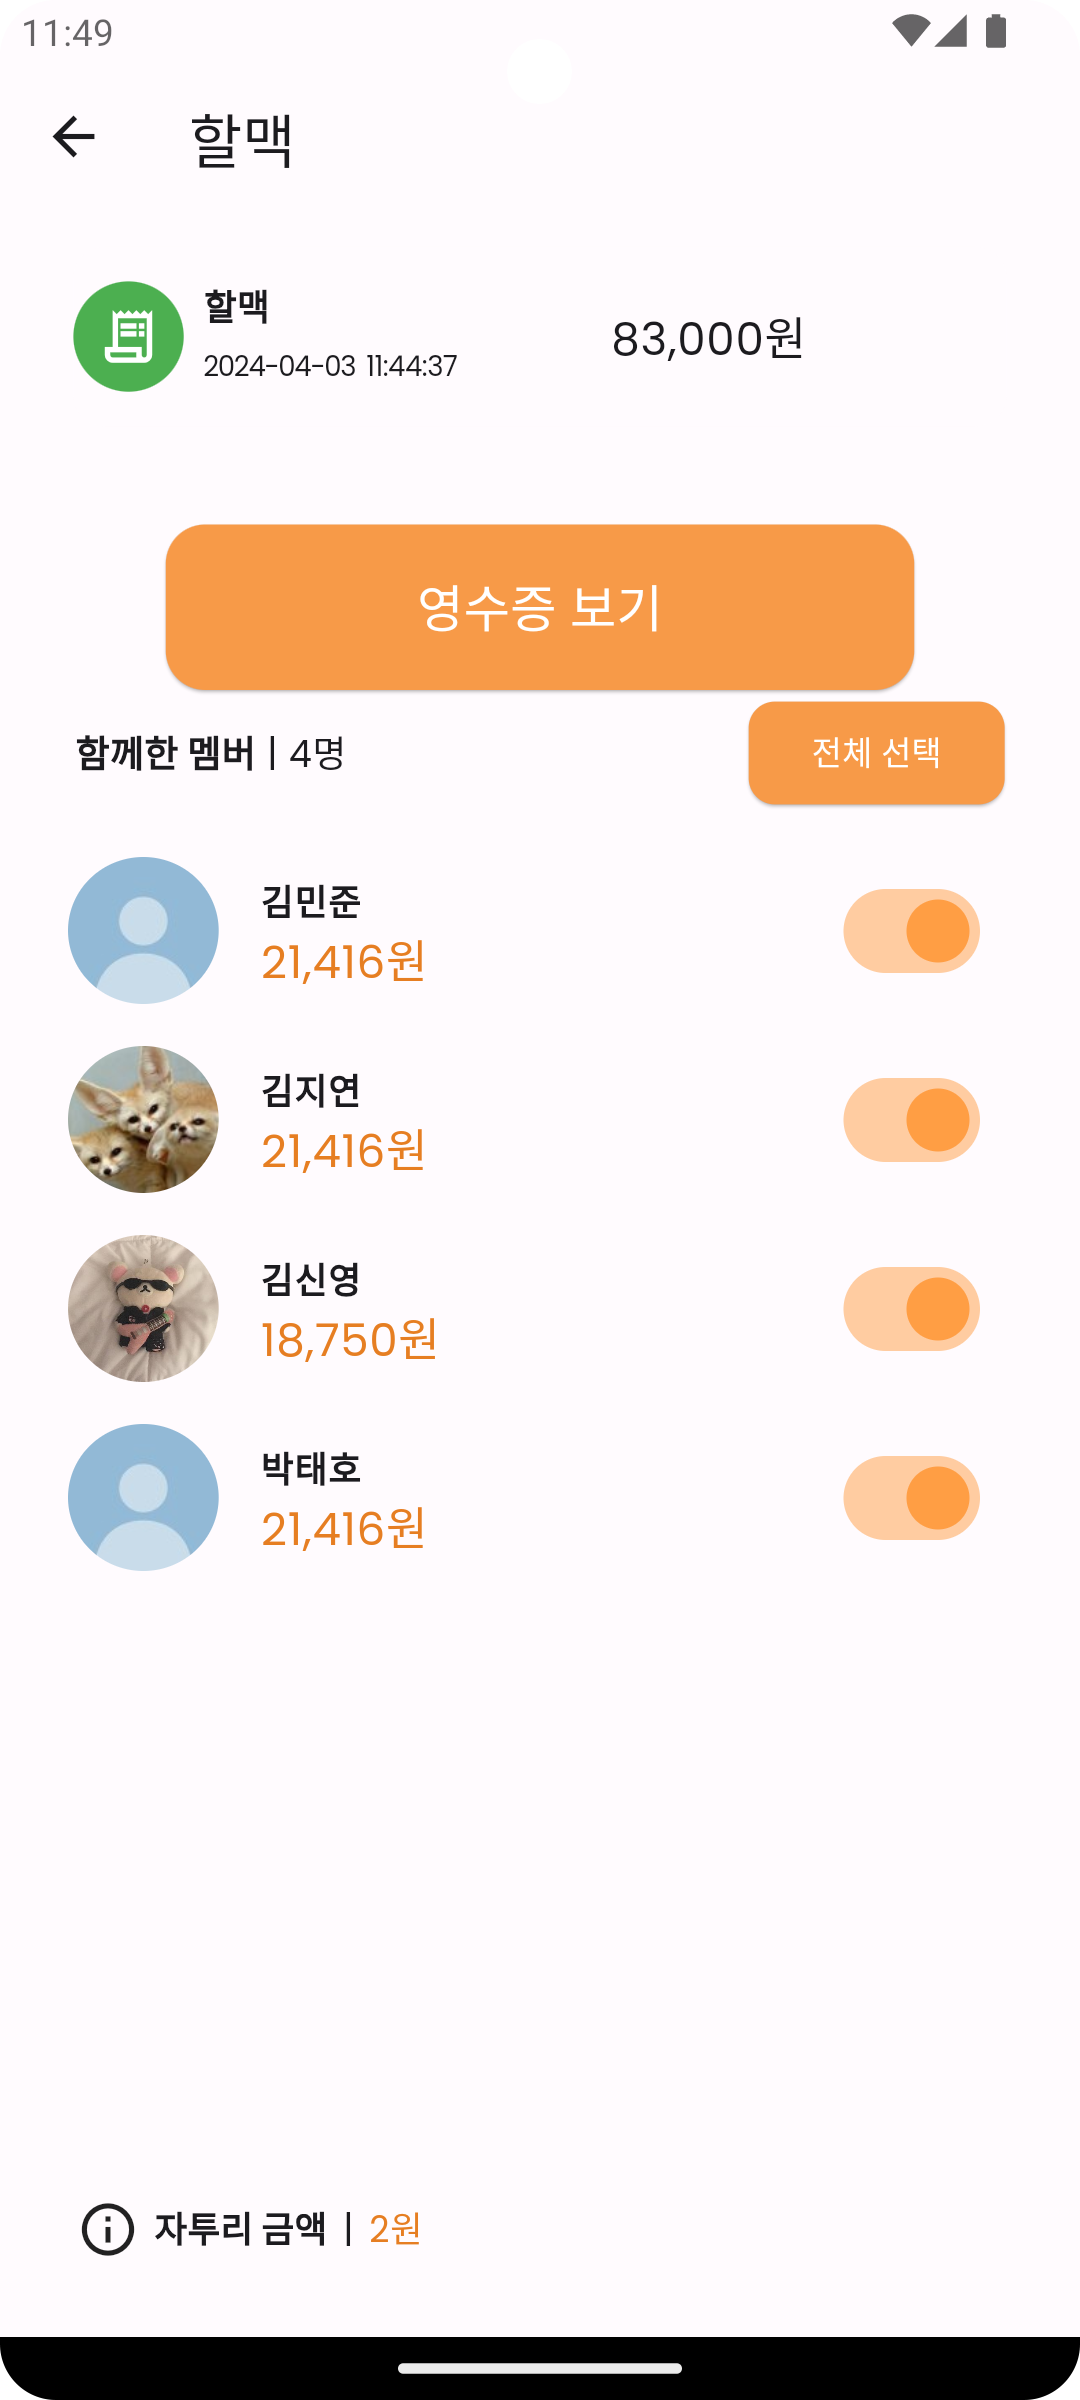 11:49
할맥
할맥
2024-04-03 11:44:37
83,000원
영수증 보기
함께한 멤버 | 4명
전체 선택
김민준
21,416원
김지연
21,416원
김신영
18,750원
박태호
21,416원
자투리 금액 | 2원